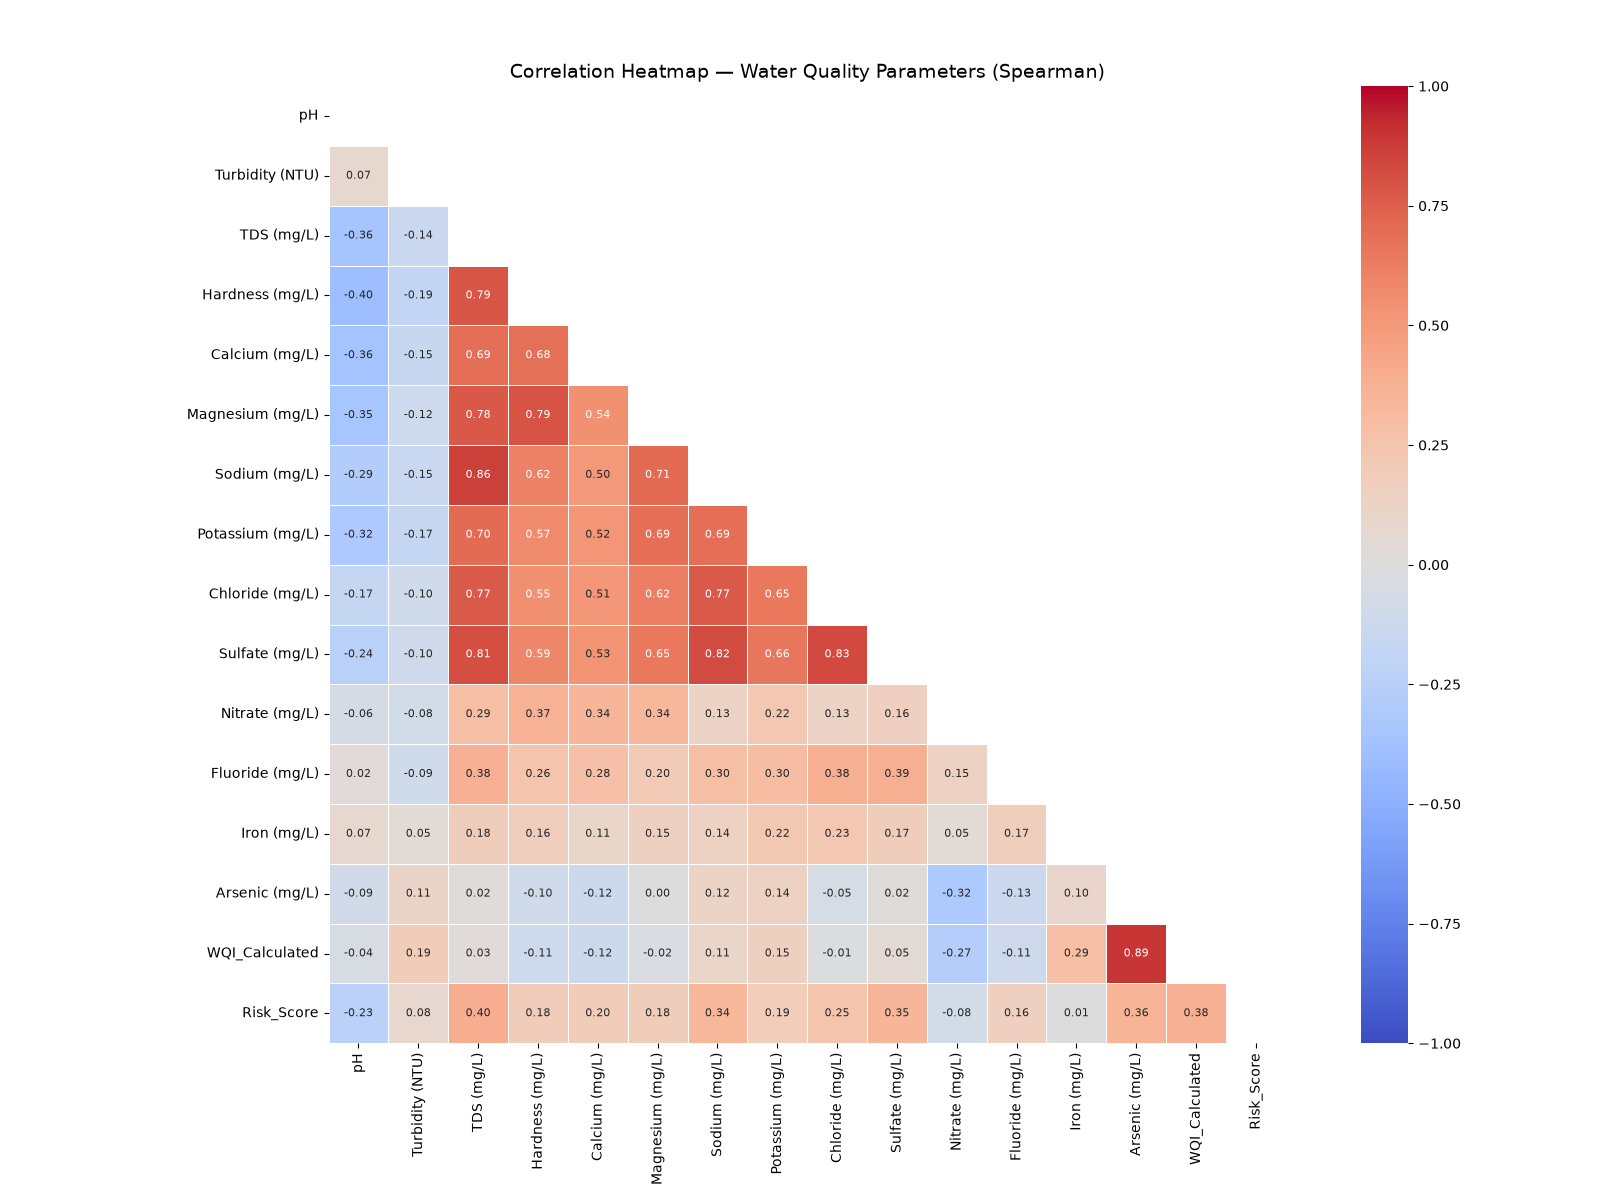 Correlation Heatmap — Water Quality Parameters (Spearman)
pH
Turbidity (NTU) 0.07
TDS (mg/L) -0.36 -0.14
Hardness (mg/L) -0.40 -0.19 0.79
Calcium (mg/L) -0.36 -0.15 0.69 0.68
Magnesium (mg/L) -0.35 -0.12 0.78 0.79 0.54
Sodium (mg/L) -0.29 -0.15 0.86 0.62 0.50 0.71
Potassium (mg/L) -0.32 -0.17 0.70 0.57 0.52 0.69 0.69
Chloride (mg/L) -0.17 -0.10 0.77 0.55 0.51 0.62 0.77 0.65
Sulfate (mg/L) -0.24 -0.10 0.81 0.59 0.53 0.65 0.82 0.66 0.83
Nitrate (mg/L) -0.06 -0.08 0.29 0.37 0.34 0.34 0.13 0.22 0.13 0.16
Fluoride (mg/L) 0.02 -0.09 0.38 0.26 0.28 0.20 0.30 0.30 0.38 0.39 0.15
Iron (mg/L) 0.07 0.05 0.18 0.16 0.11 0.15 0.14 0.22 0.23 0.17 0.05 0.17
Arsenic (mg/L) -0.09 0.11 0.02 -0.10 -0.12 0.00 0.12 0.14 -0.05 0.02 -0.32 -0.13 0.10
WQI_Calculated -0.04 0.19 0.03 -0.11 -0.12 -0.02 0.11 0.15 -0.01 0.05 -0.27 -0.11 0.29 0.89
Risk_Score -0.23 0.08 0.40 0.18 0.20 0.18 0.34 0.19 0.25 0.35 -0.08 0.16 0.01 0.36 0.38
pH
Turbidity (NTU)
TDS (mg/L)
Hardness (mg/L)
Calcium (mg/L)
Magnesium (mg/L)
Sodium (mg/L)
Potassium (mg/L)
Chloride (mg/L)
Sulfate (mg/L)
Nitrate (mg/L)
Fluoride (mg/L)
Iron (mg/L)
Arsenic (mg/L)
WQI_Calculated
Risk_Score
1.00
0.75
0.50
0.25
0.00
−0.25
−0.50
−0.75
−1.00